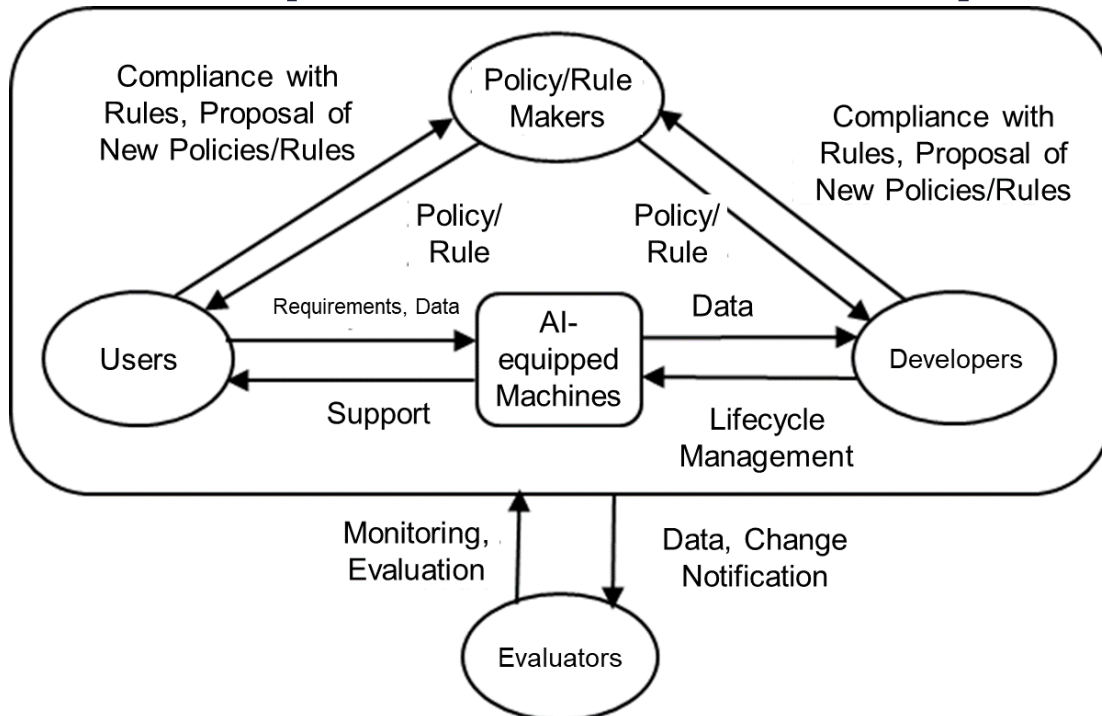 Compliance with
Rules, Proposal of
New Policies/Rules
Policy/Rule
Makers
Compliance with
Rules, Proposal of
New Policies/Rules
Policy/
Rule
Policy/
Rule
Users
Requirements, Data
Support
AI-
equipped
Machines
Data
Lifecycle
Management
Developers
Monitoring,
Evaluation
Data, Change
Notification
Evaluators